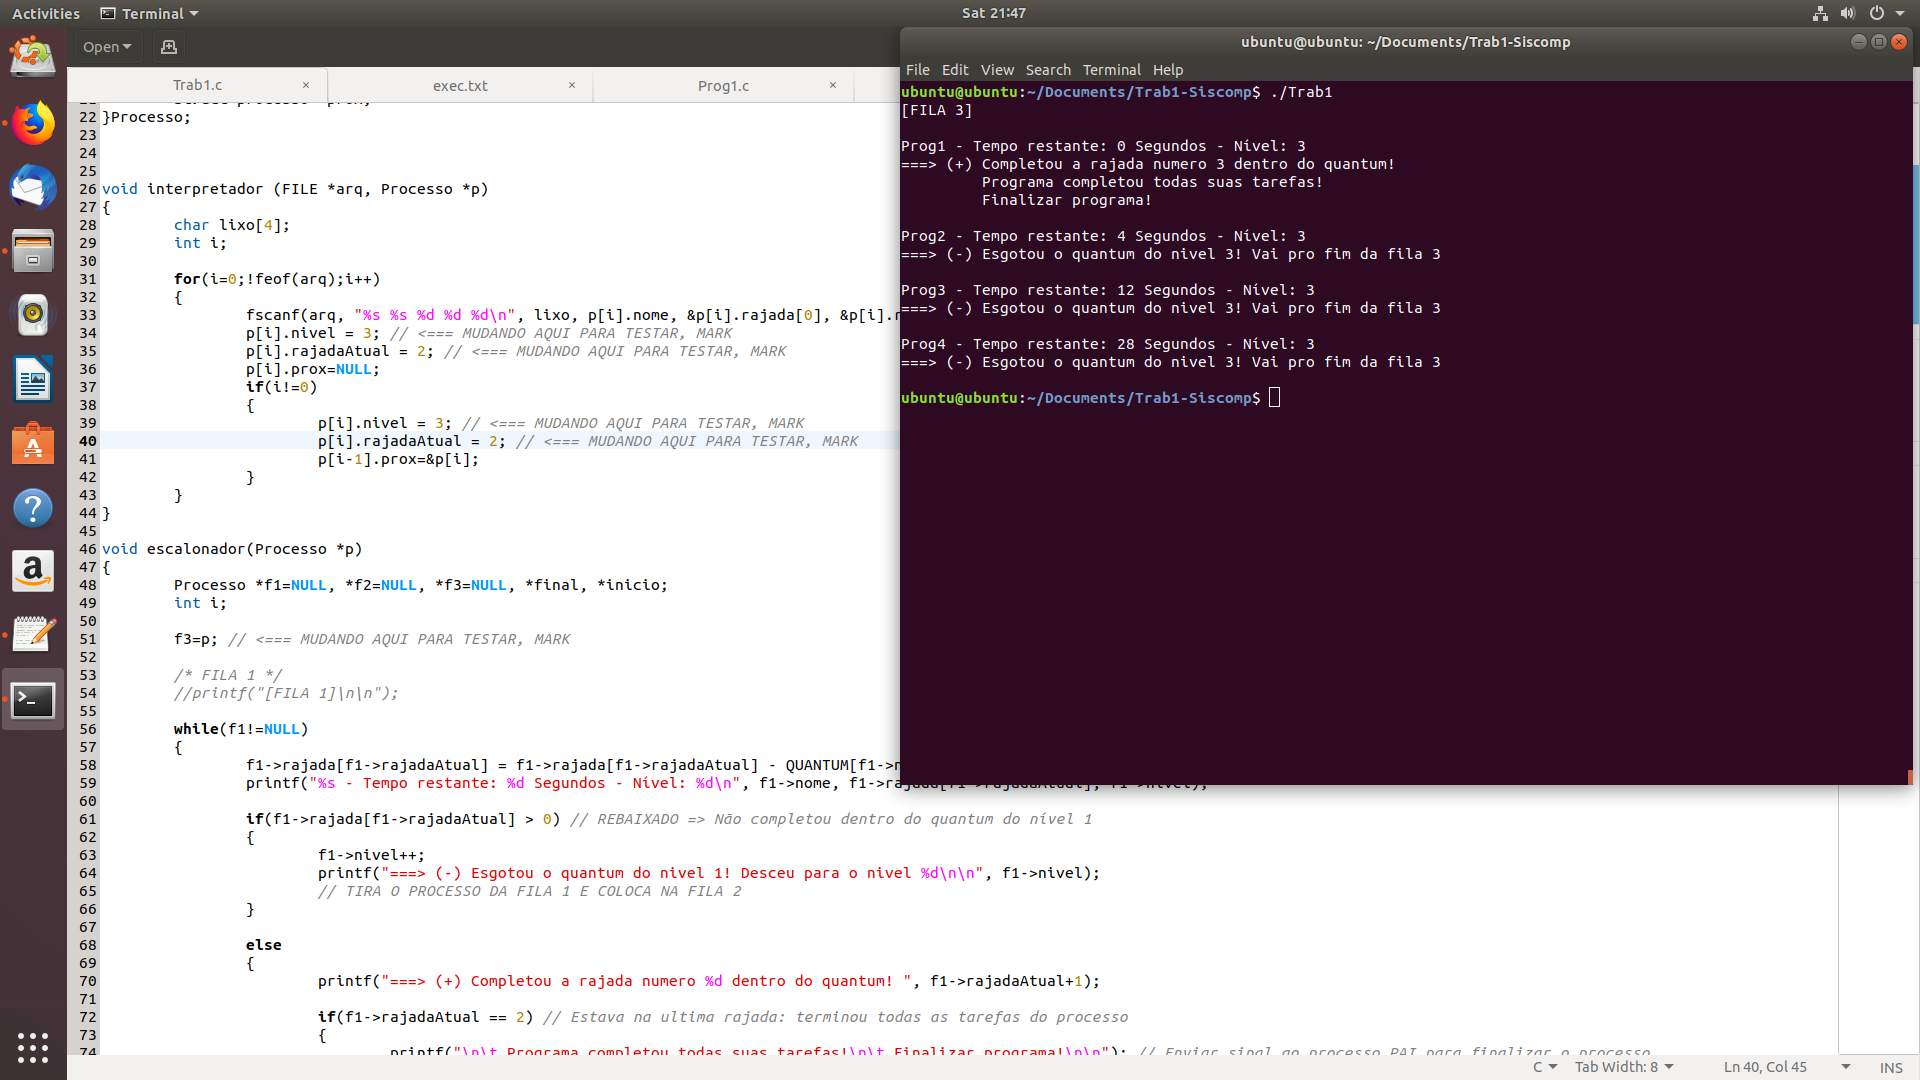 Activities
Terminal
Sat 21:47
Open
Trab1.c
exec.txt
Prog1.c
22 }Processo;
23
24
25
26 void interpretador (FILE *arq, Processo *p)
27 {
28 char lixo[4];
29 int i;
30
31 for(i=0;!feof(arq);i++)
32 {
33 fscanf(arq, "%s %s %d %d %d\n", lixo, p[i].nome, &p[i].rajada[0], &p[i].r
34 p[i].nivel = 3; // <=== MUDANDO AQUI PARA TESTAR, MARK
35 p[i].rajadaAtual = 2; // <=== MUDANDO AQUI PARA TESTAR, MARK
36 p[i].prox=NULL;
37 if(i!=0)
38 {
39 p[i].nivel = 3; // <=== MUDANDO AQUI PARA TESTAR, MARK
40 p[i].rajadaAtual = 2; // <=== MUDANDO AQUI PARA TESTAR, MARK
41 p[i-1].prox=&p[i];
42 }
43 }
44 }
45
46 void escalonador(Processo *p)
47 {
48 Processo *f1=NULL, *f2=NULL, *f3=NULL, *final, *inicio;
49 int i;
50
51 f3=p; // <=== MUDANDO AQUI PARA TESTAR, MARK
52
53 /* FILA 1 */
54 //printf("[FILA 1]\n\n");
55
56 while(f1!=NULL)
57 {
58 f1->rajada[f1->rajadaAtual] = f1->rajada[f1->rajadaAtual] - QUANTUM[f1->n
59 printf("%s - Tempo restante: %d Segundos - Nível: %d\n", f1->nome, f1->rajada[f1->rajadaAtual], f1->nivel);
60
61 if(f1->rajada[f1->rajadaAtual] > 0) // REBAIXADO => Não completou dentro do quantum do nível 1
62 {
63 f1->nivel++;
64 printf("===> (-) Esgotou o quantum do nivel 1! Desceu para o nivel %d\n\n", f1->nivel);
65 // TIRA O PROCESSO DA FILA 1 E COLOCA NA FILA 2
66 }
67
68 else
69 {
70 printf("===> (+) Completou a rajada numero %d dentro do quantum! ", f1->rajadaAtual+1);
71
72 if(f1->rajadaAtual == 2) // Estava na ultima rajada: terminou todas as tarefas do processo
73 {
74 printf("\n\t Programa completou todas suas tarefas!\n\t Finalizar programa!\n\n"); // Enviar sinal ao processo PAI para finalizar o processo
C
Tab Width: 8
Ln 40, Col 45
INS
ubuntu@ubuntu: ~/Documents/Trab1-Siscomp
File Edit View Search Terminal Help
ubuntu@ubuntu:~/Documents/Trab1-Siscomp$ ./Trab1
[FILA 3]
Prog1 - Tempo restante: 0 Segundos - Nível: 3
===> (+) Completou a rajada numero 3 dentro do quantum!
Programa completou todas suas tarefas!
Finalizar programa!
Prog2 - Tempo restante: 4 Segundos - Nível: 3
===> (-) Esgotou o quantum do nivel 3! Vai pro fim da fila 3
Prog3 - Tempo restante: 12 Segundos - Nível: 3
===> (-) Esgotou o quantum do nivel 3! Vai pro fim da fila 3
Prog4 - Tempo restante: 28 Segundos - Nível: 3
===> (-) Esgotou o quantum do nivel 3! Vai pro fim da fila 3
ubuntu@ubuntu:~/Documents/Trab1-Siscomp$